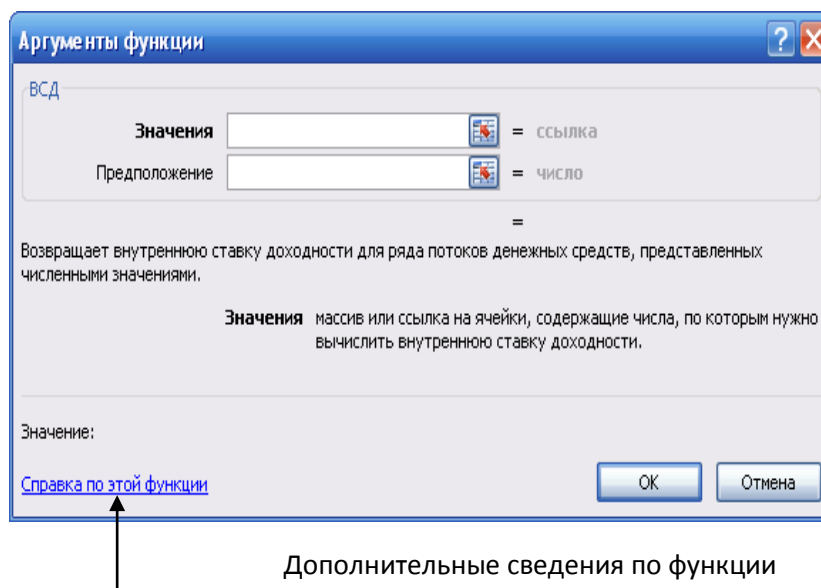 Аргументы функции
ВСД
Значения = ссылка
Предположение = число
=
Возвращает внутреннюю ставку доходности для ряда потоков денежных средств, представленных
численными значениями.
Значения массив или ссылка на ячейки, содержащие числа, по которым нужно
вычислить внутреннюю ставку доходности.
Значение:
Справка по этой функции OK Отмена
Дополнительные сведения по функции